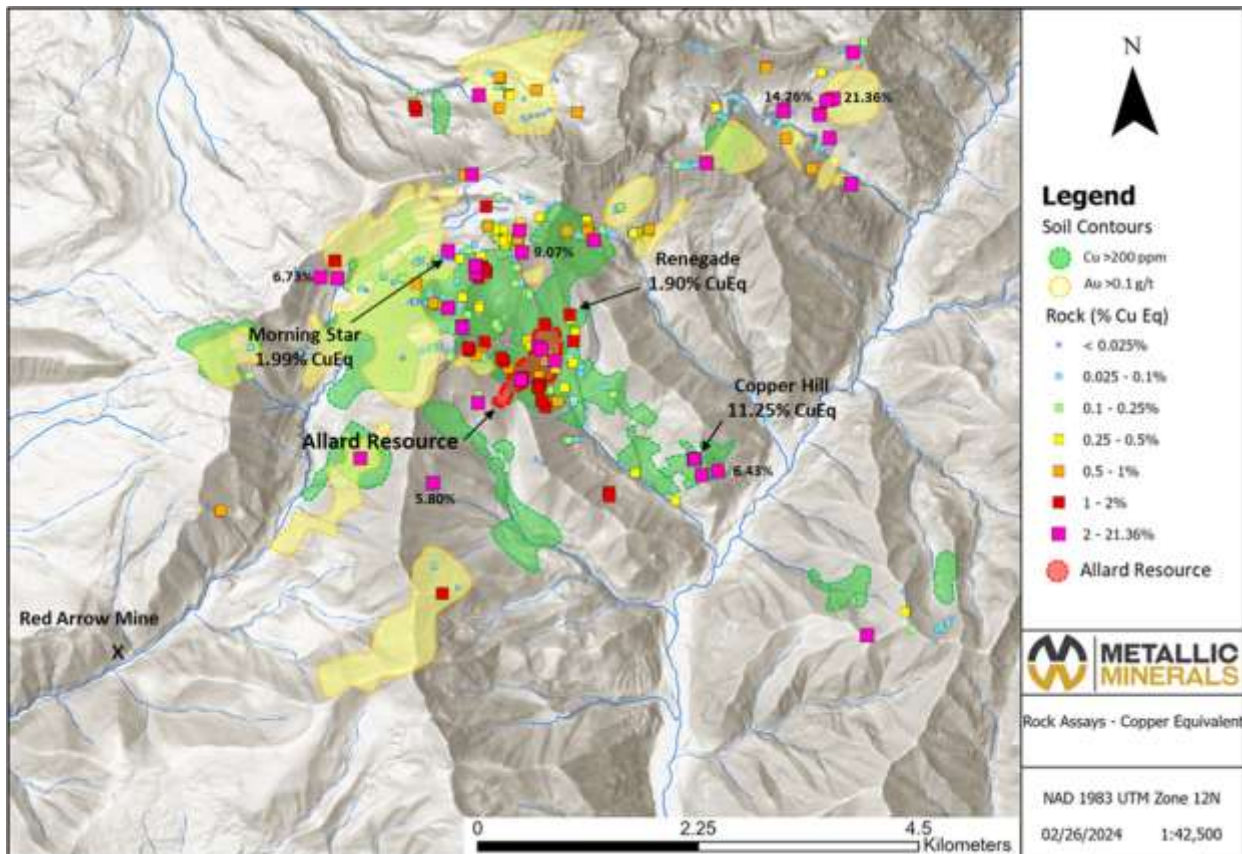 14.26%
21.36%
9.07%
6.73%
Renegade
1.90% CuEq
Morning Star
1.99% CuEq
Copper Hill
11.25% CuEq
Allard Resource
6.43%
5.80%
Red Arrow Mine
X
0
2.25
4.5
Kilometers
N
Legend
Soil Contours
Cu >200 ppm
Au >0.1 g/t
Rock (% Cu Eq)
< 0.025%
0.025 - 0.1%
0.1 - 0.25%
0.25 - 0.5%
0.5 - 1%
1 - 2%
2 - 21.36%
Allard Resource
METALLIC
MINERALS
Rock Assays - Copper Equivalent
NAD 1983 UTM Zone 12N
02/26/2024 1:42,500